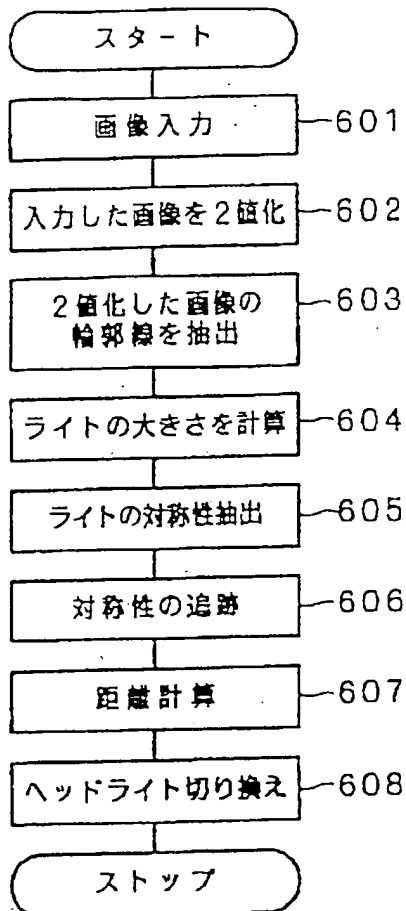 スタート
画像入力 601
入力した画像を2値化 602
2値化した画像の 603
輪郭線を抽出
ライトの大きさを計算 604
ライトの対称性抽出 605
対称性の追跡 606
距離計算 607
ヘッドライト切り換え 608
ストップ